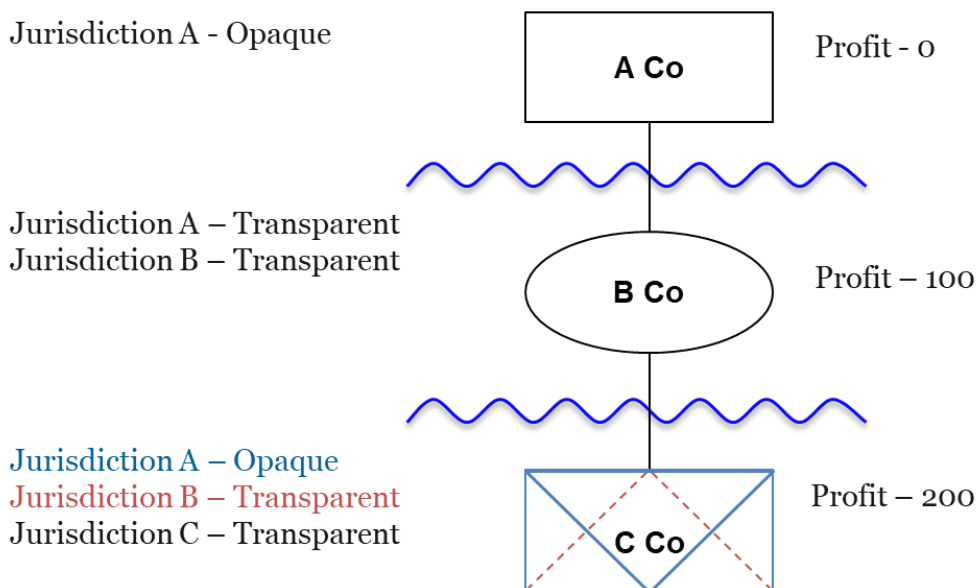 Jurisdiction A - Opaque
A Co
Profit - 0
Jurisdiction A – Transparent
Jurisdiction B – Transparent
B Co
Profit – 100
Jurisdiction A – Opaque
Jurisdiction B – Transparent
Jurisdiction C – Transparent
C Co
Profit – 200